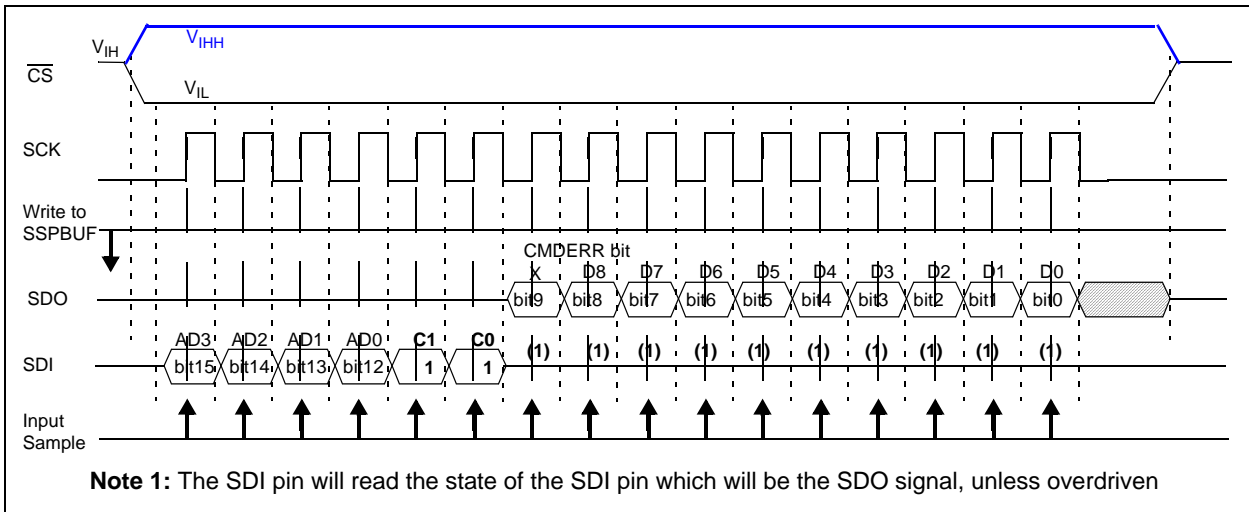 VIH
VIHH
CS
VIL
SCK
Write to
SSPBUF
CMDERR bit
X D8 D7 D6 D5 D4 D3 D2 D1 D0
SDO
bit9 bit8 bit7 bit6 bit5 bit4 bit3 bit2 bit1 bit0
AD3 AD2 AD1 AD0 C1 C0
SDI
bit15 bit14 bit13 bit12 1 1
(1) (1) (1) (1) (1) (1) (1) (1) (1) (1)
Input
Sample
Note 1: The SDI pin will read the state of the SDI pin which will be the SDO signal, unless overdriven